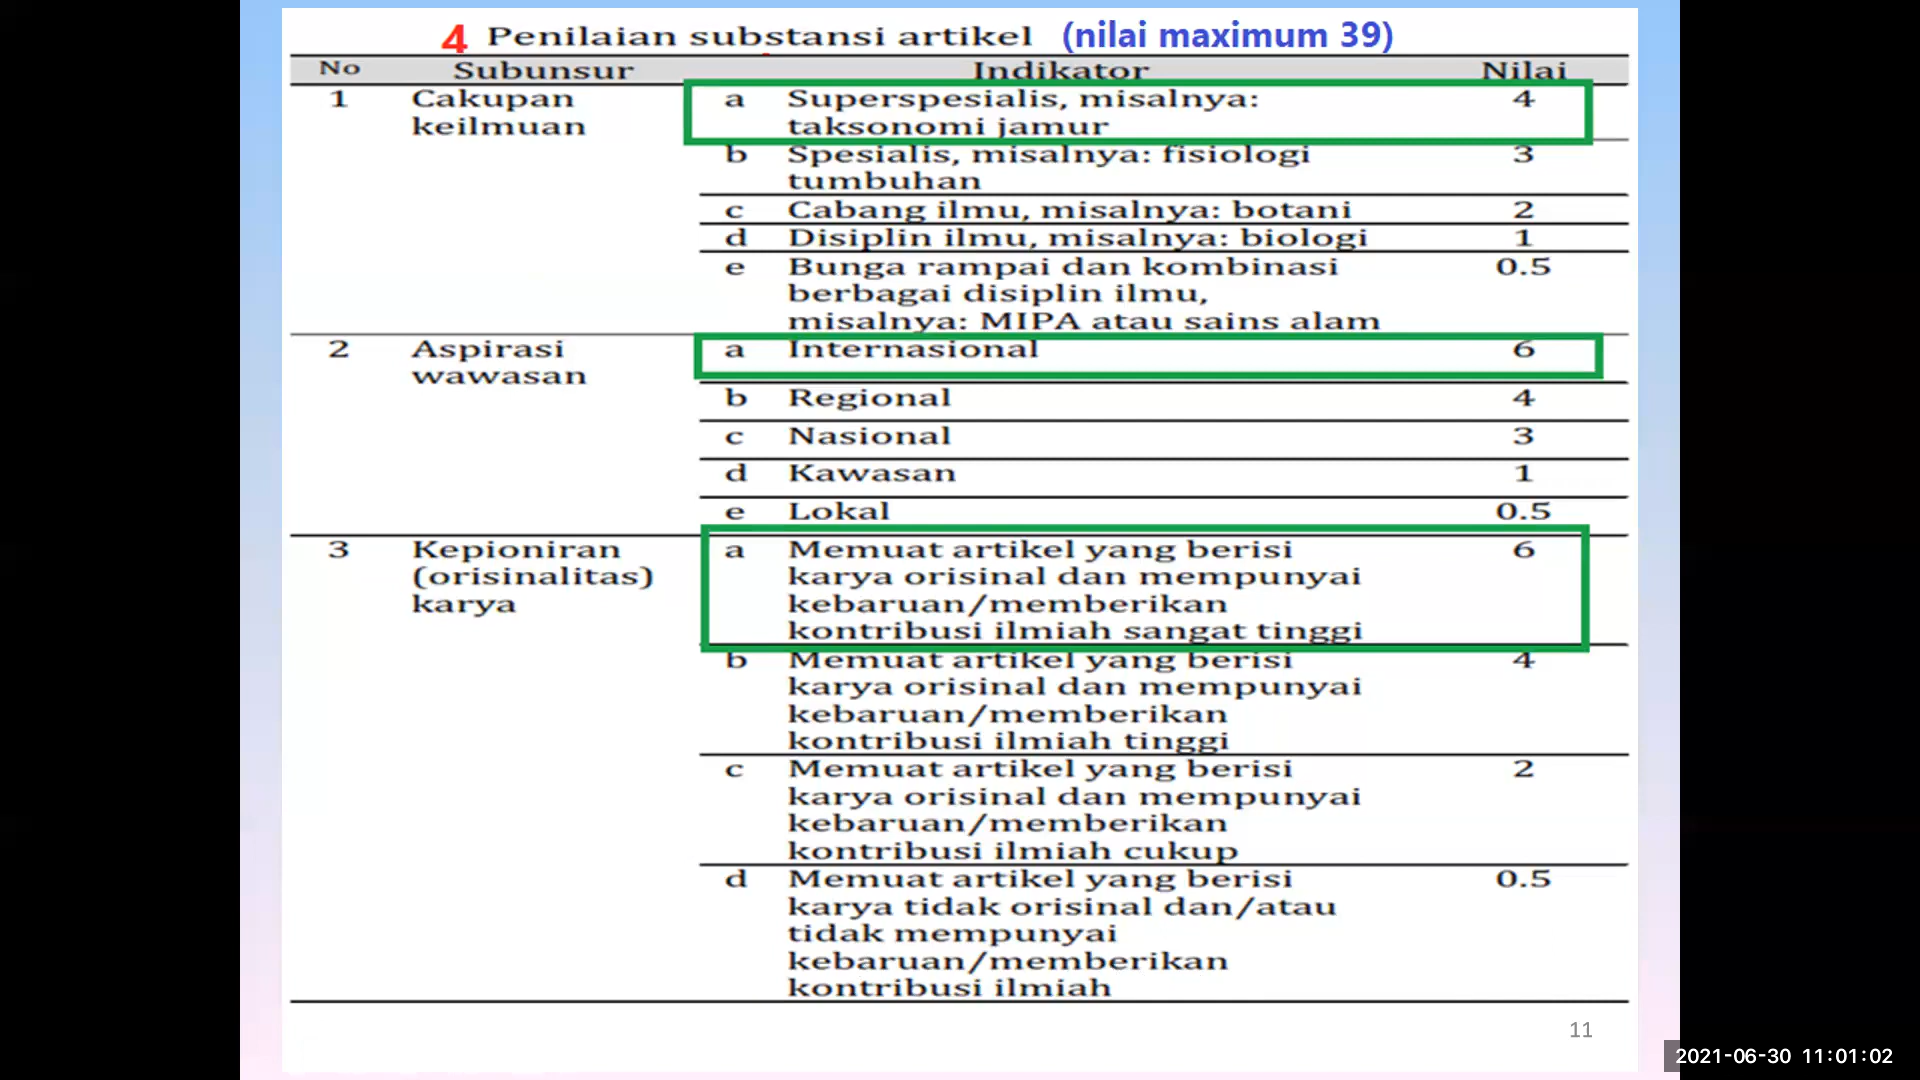 4 Penilaian substansi artikel (nilai maximum 39)
No Subunsur Indikator Nilai
1 Cakupan keilmuan a Superspesialis, misalnya: 4
taksonomi jamur
b Spesialis, misalnya: fisiologi 3
tumbuhan
c Cabang ilmu, misalnya: botani 2
d Disiplin ilmu, misalnya: biologi 1
e Bunga rampai dan kombinasi 0.5
berbagai disiplin ilmu,
misalnya: MIPA atau sains alam
2 Aspirasi wawasan a Internasional 6
b Regional 4
c Nasional 3
d Kawasan 1
e Lokal 0.5
3 Kepioniran (orisinalitas) karya a Memuat artikel yang berisi 6
karya orisinal dan mempunyai
kebaruan/memberikan
kontribusi ilmiah sangat tinggi
b Memuat artikel yang berisi 4
karya orisinal dan mempunyai
kebaruan/memberikan
kontribusi ilmiah tinggi
c Memuat artikel yang berisi 2
karya orisinal dan mempunyai
kebaruan/memberikan
kontribusi ilmiah cukup
d Memuat artikel yang berisi 0.5
karya tidak orisinal dan/atau
tidak mempunyai
kebaruan/memberikan
kontribusi ilmiah
11
2021-06-30 11:01:02